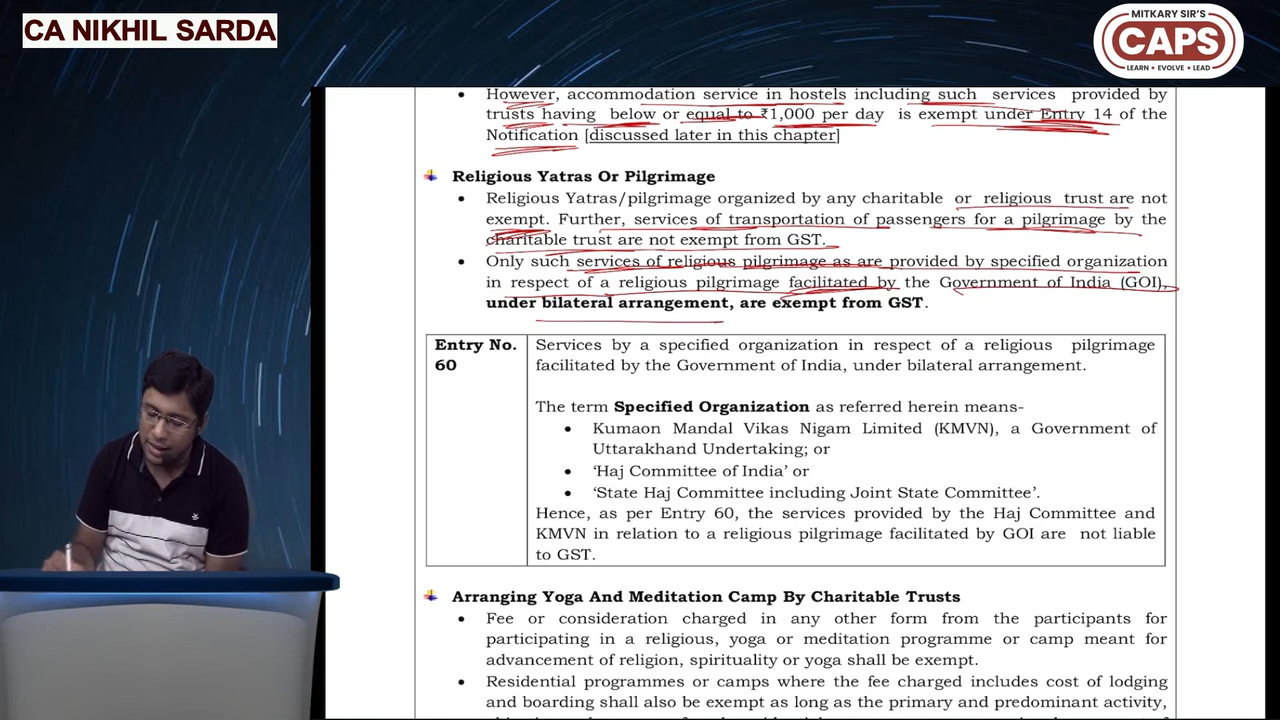 CA NIKHIL SARDA
MITKARY SIR'S
CAPS
LEARN • EVOLVE • LEAD
• However, accommodation service in hostels including such services provided by
trusts having below or equal to ₹1,000 per day is exempt under Entry 14 of the
Notification [discussed later in this chapter]
Religious Yatras Or Pilgrimage
• Religious Yatras/pilgrimage organized by any charitable or religious trust are not
exempt. Further, services of transportation of passengers for a pilgrimage by the
charitable trust are not exempt from GST.
• Only such services of religious pilgrimage as are provided by specified organization
in respect of a religious pilgrimage facilitated by the Government of India (GOI),
under bilateral arrangement, are exempt from GST.
Entry No.
60
Services by a specified organization in respect of a religious pilgrimage
facilitated by the Government of India, under bilateral arrangement.
The term Specified Organization as referred herein means-
• Kumaon Mandal Vikas Nigam Limited (KMVN), a Government of
Uttarakhand Undertaking; or
• ‘Haj Committee of India’ or
• ‘State Haj Committee including Joint State Committee’.
Hence, as per Entry 60, the services provided by the Haj Committee and
KMVN in relation to a religious pilgrimage facilitated by GOI are not liable
to GST.
Arranging Yoga And Meditation Camp By Charitable Trusts
• Fee or consideration charged in any other form from the participants for
participating in a religious, yoga or meditation programme or camp meant for
advancement of religion, spirituality or yoga shall be exempt.
• Residential programmes or camps where the fee charged includes cost of lodging
and boarding shall also be exempt as long as the primary and predominant activity,